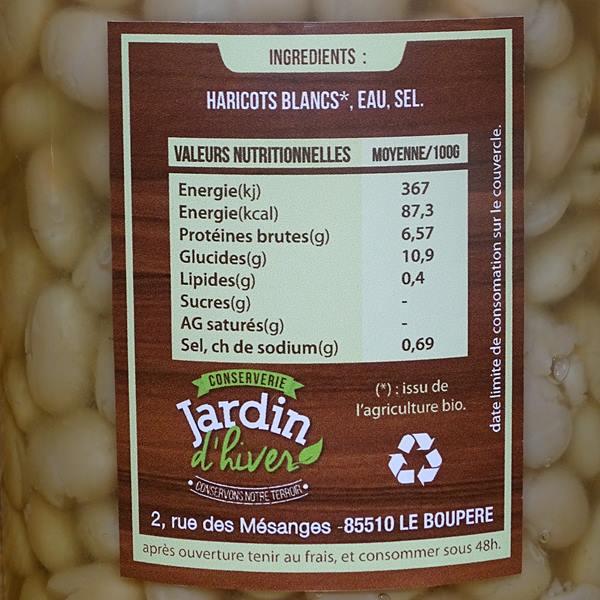 INGREDIENTS :
HARICOTS BLANCS*, EAU, SEL.
VALEURS NUTRITIONNELLES MOYENNE/100G
Energie(kj) 367
Energie(kcal) 87,3
Protéines brutes(g) 6,57
Glucides(g) 10,9
Lipides(g) 0,4
Sucres(g) -
AG saturés(g) -
Sel, ch de sodium(g) 0,69
date limite de consomation sur le couvercle.
CONSERVERIE
Jardin
d'hiver
• CONSERVONS NOTRE TERROIR •
(*) : issu de
l'agriculture bio.
2, rue des Mésanges -85510 LE BOUPERE
après ouverture tenir au frais, et consommer sous 48h.